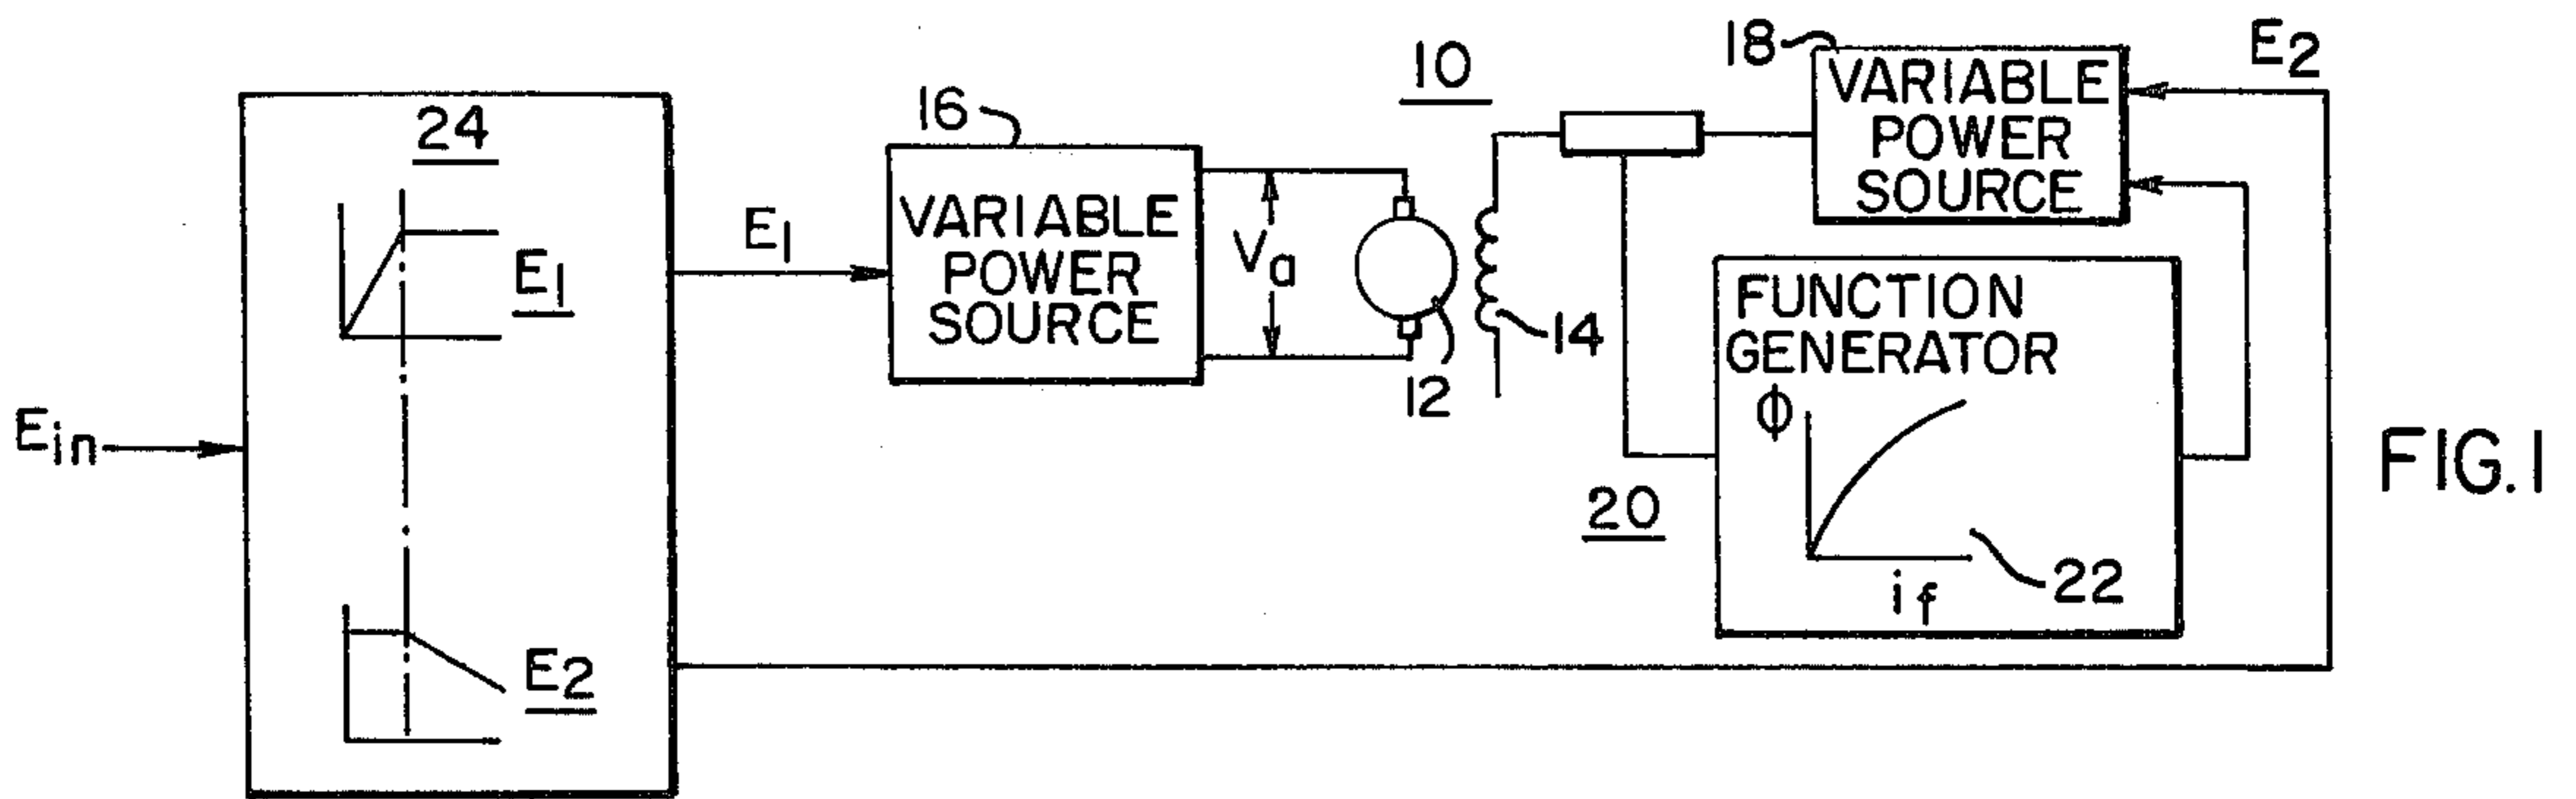 24
E1
E2
Ein
E1
16
VARIABLE
POWER
SOURCE
Va
10
12
14
18
VARIABLE
POWER
SOURCE
E2
FUNCTION
GENERATOR
ϕ
if
22
20
FIG. 1